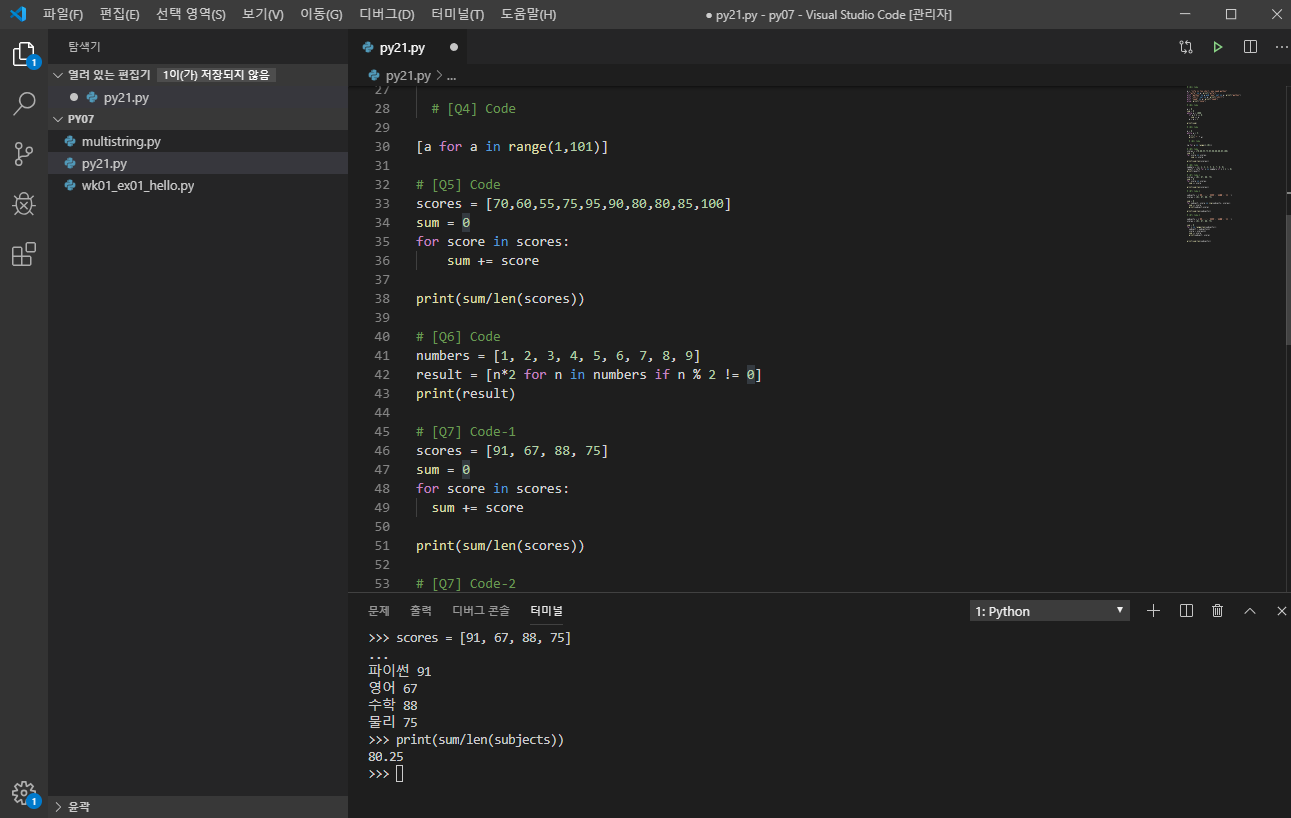 파일(F) 편집(E) 선택 영역(S) 보기(V) 이동(G) 디버그(D) 터미널(T) 도움말(H) ● py21.py - py07 - Visual Studio Code [관리자]
탐색기
열려 있는 편집기 1이(가) 저장되지 않음
py21.py
PY07
multistring.py
py21.py
wk01_ex01_hello.py
윤곽
1
1
py21.py
py21.py > ...
27
28 # [Q4] Code
29
30 [a for a in range(1,101)]
31
32 # [Q5] Code
33 scores = [70,60,55,75,95,90,80,80,85,100]
34 sum = 0
35 for score in scores:
36 sum += score
37
38 print(sum/len(scores))
39
40 # [Q6] Code
41 numbers = [1, 2, 3, 4, 5, 6, 7, 8, 9]
42 result = [n*2 for n in numbers if n % 2 != 0]
43 print(result)
44
45 # [Q7] Code-1
46 scores = [91, 67, 88, 75]
47 sum = 0
48 for score in scores:
49 sum += score
50
51 print(sum/len(scores))
52
53 # [Q7] Code-2
문제 출력 디버그 콘솔 터미널 1: Python
>>> scores = [91, 67, 88, 75]
...
파이썬 91
영어 67
수학 88
물리 75
>>> print(sum/len(subjects))
80.25
>>>